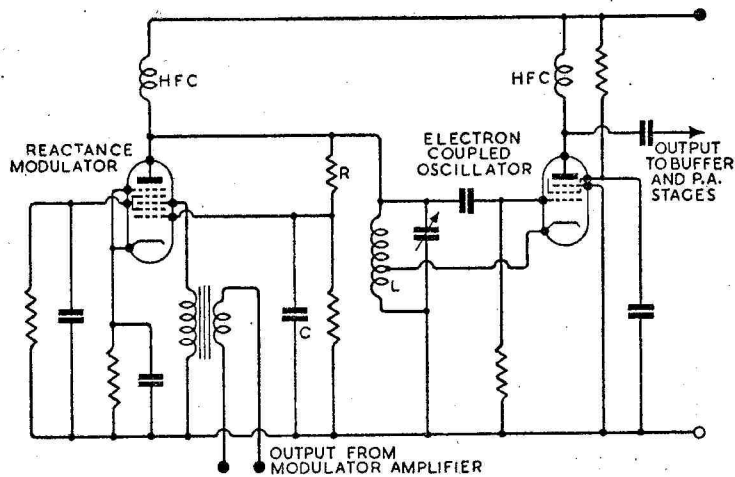 HFC
HFC
REACTANCE
MODULATOR
R
ELECTRON
COUPLED
OSCILLATOR
OUTPUT
TO BUFFER
AND P.A.
STAGES
L
C
OUTPUT FROM
MODULATOR AMPLIFIER